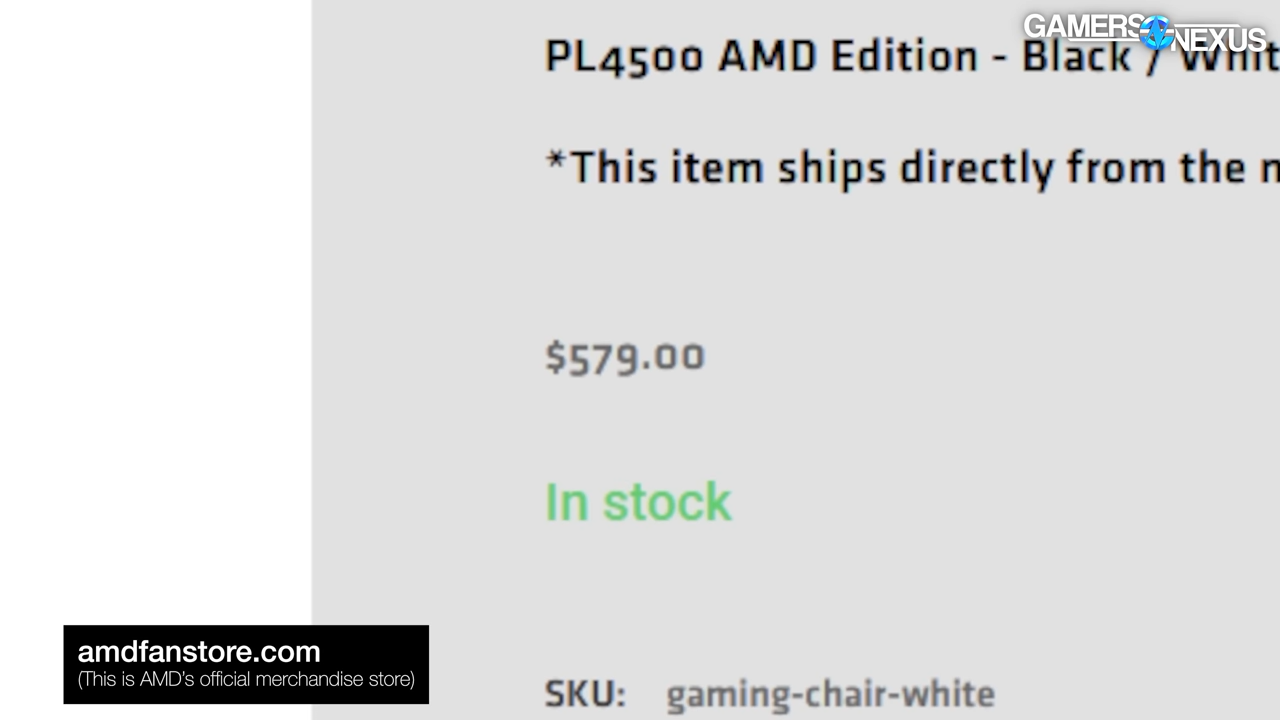 GAMERS NEXUS
PL4500 AMD Edition - Black /
*This item ships directly from the
$579.00
In stock
SKU: gaming-chair-white
amdfanstore.com
(This is AMD's official merchandise store)